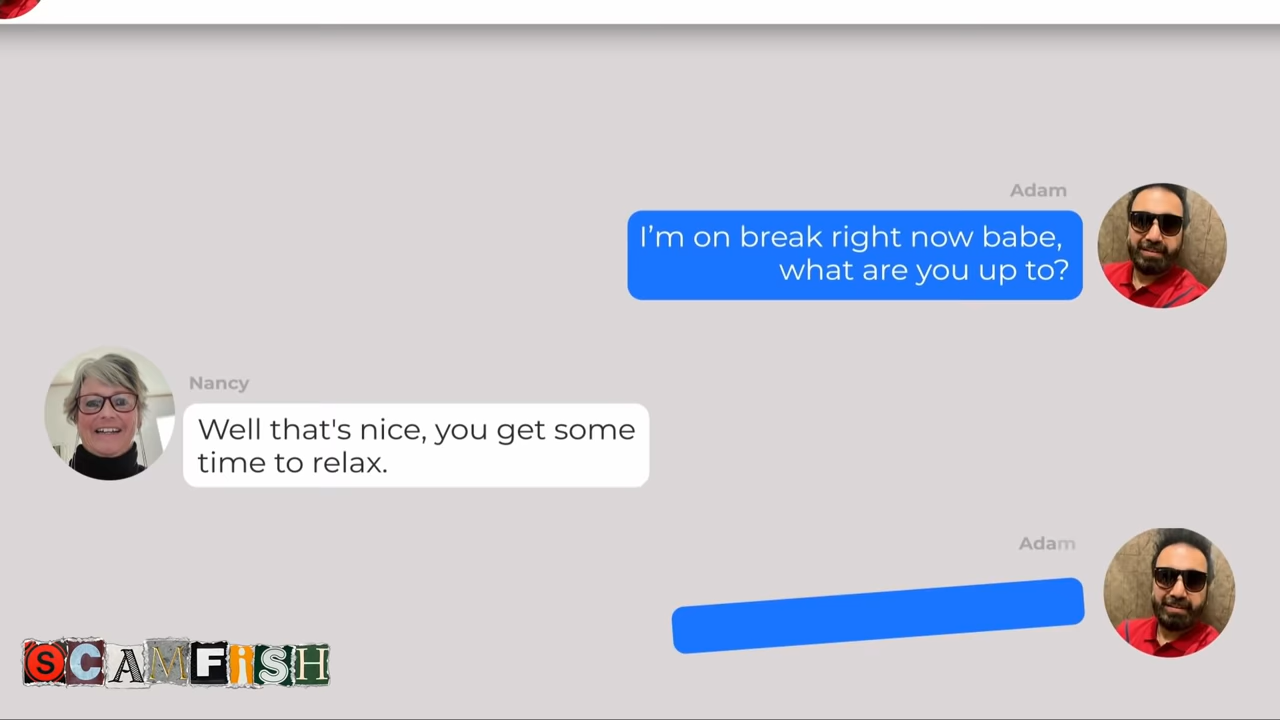 Adam
I’m on break right now babe,
what are you up to?
Nancy
Well that's nice, you get some
time to relax.
Adam
SCAMFiSH